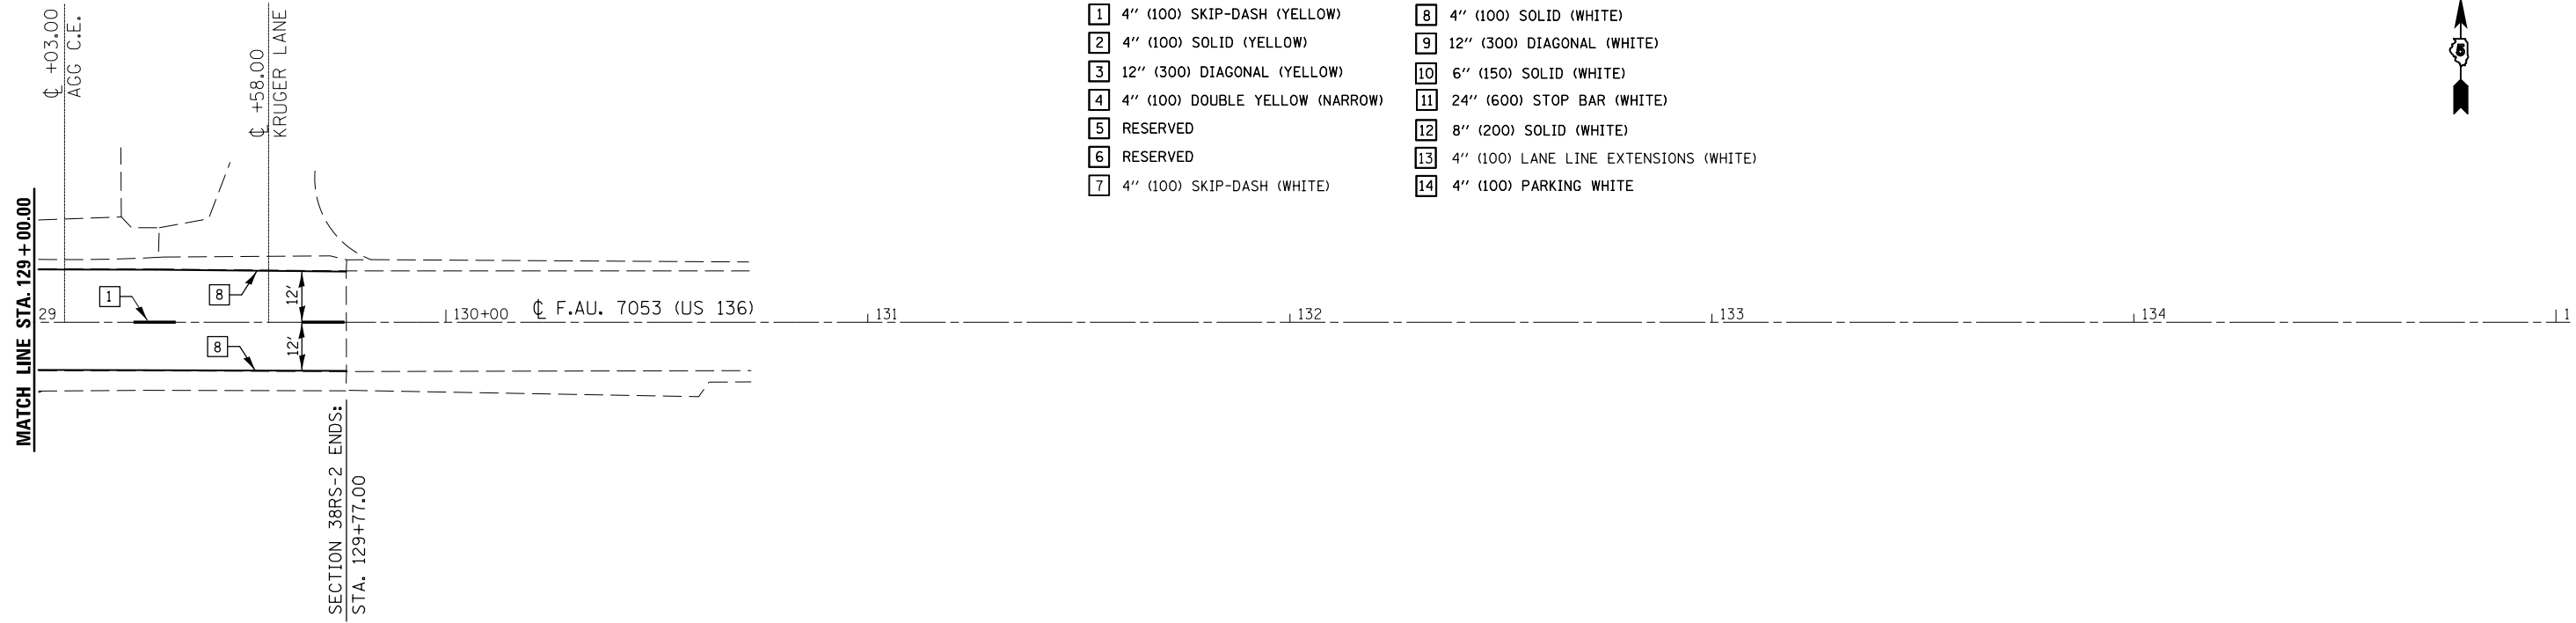 ℄ +03.00
AGG C.E.
℄ +58.00
KRUGER LANE
1 4" (100) SKIP-DASH (YELLOW)
2 4" (100) SOLID (YELLOW)
3 12" (300) DIAGONAL (YELLOW)
4 4" (100) DOUBLE YELLOW (NARROW)
5 RESERVED
6 RESERVED
7 4" (100) SKIP-DASH (WHITE)
8 4" (100) SOLID (WHITE)
9 12" (300) DIAGONAL (WHITE)
10 6" (150) SOLID (WHITE)
11 24" (600) STOP BAR (WHITE)
12 8" (200) SOLID (WHITE)
13 4" (100) LANE LINE EXTENSIONS (WHITE)
14 4" (100) PARKING WHITE
5
MATCH LINE STA. 129+00.00
1
8
12'
29
130+00
℄ F.AU. 7053 (US 136)
131
132
133
134
1
8
12'
SECTION 38RS-2 ENDS:
STA. 129+77.00